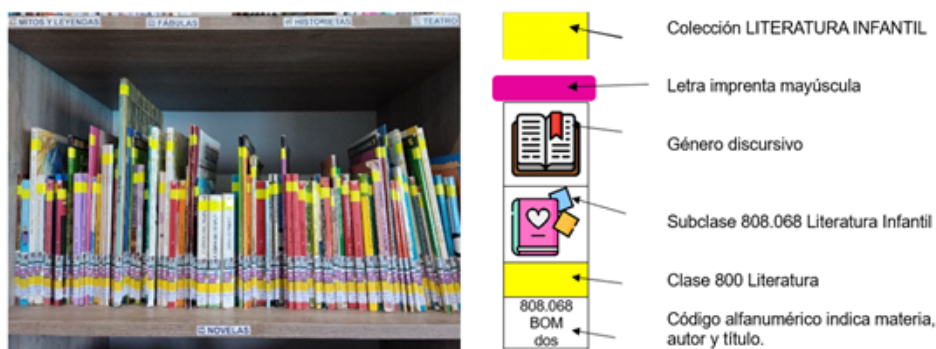 MITOS Y LEYENDAS
FÁBULAS
HISTORIETAS
TEATRO
NOVELAS
Colección LITERATURA INFANTIL
Letra imprenta mayúscula
Género discursivo
Subclase 808.068 Literatura Infantil
Clase 800 Literatura
808.068
BOM
dos
Código alfanumérico indica materia,
autor y título.